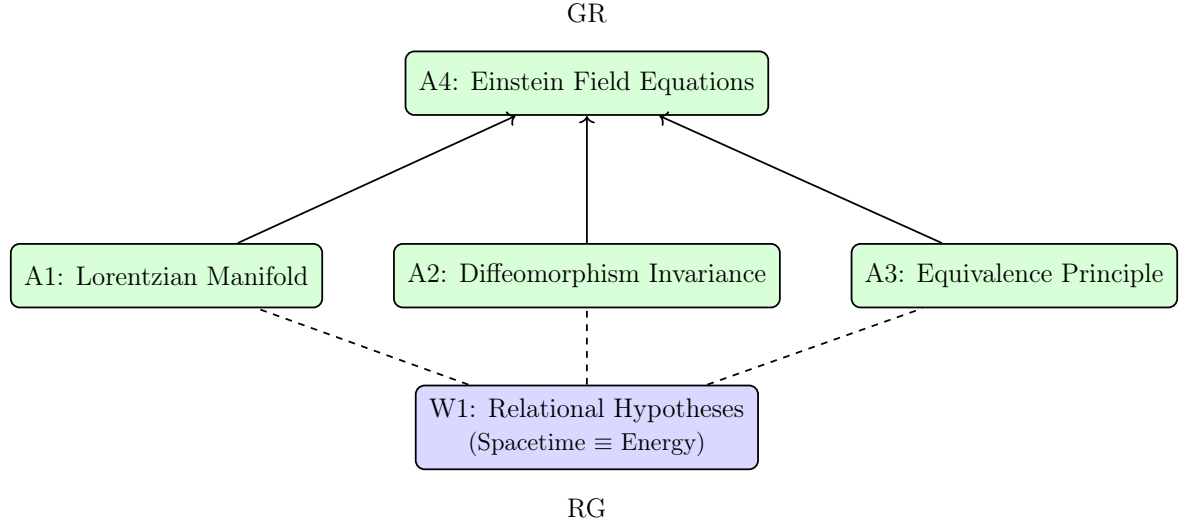 GR
A4: Einstein Field Equations
A1: Lorentzian Manifold
A2: Diffeomorphism Invariance
A3: Equivalence Principle
W1: Relational Hypotheses
(Spacetime ≡ Energy)
RG